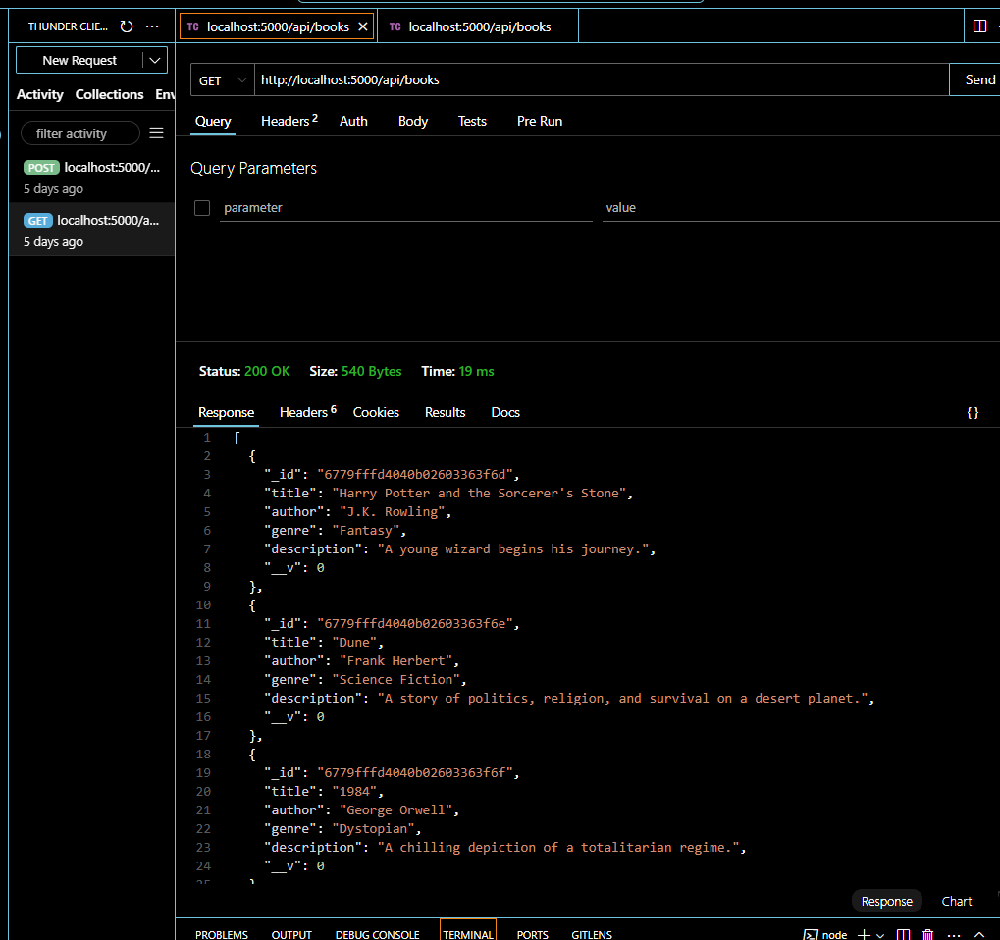 THUNDER CLIE...
TC localhost:5000/api/books
TC localhost:5000/api/books
New Request
GET http://localhost:5000/api/books Send
Activity Collections Env
Query Headers 2 Auth Body Tests Pre Run
filter activity
POST localhost:5000/...
5 days ago
GET localhost:5000/a...
5 days ago
Query Parameters
parameter value
Status: 200 OK Size: 540 Bytes Time: 19 ms
Response Headers 6 Cookies Results Docs {}
1 [
2 {
3 "_id": "6779fffd4040b02603363f6d",
4 "title": "Harry Potter and the Sorcerer's Stone",
5 "author": "J.K. Rowling",
6 "genre": "Fantasy",
7 "description": "A young wizard begins his journey.",
8 "__v": 0
9 },
10 {
11 "_id": "6779fffd4040b02603363f6e",
12 "title": "Dune",
13 "author": "Frank Herbert",
14 "genre": "Science Fiction",
15 "description": "A story of politics, religion, and survival on a desert planet.",
16 "__v": 0
17 },
18 {
19 "_id": "6779fffd4040b02603363f6f",
20 "title": "1984",
21 "author": "George Orwell",
22 "genre": "Dystopian",
23 "description": "A chilling depiction of a totalitarian regime.",
24 "__v": 0
25 }
Response Chart
PROBLEMS OUTPUT DEBUG CONSOLE TERMINAL PORTS GITLENS node